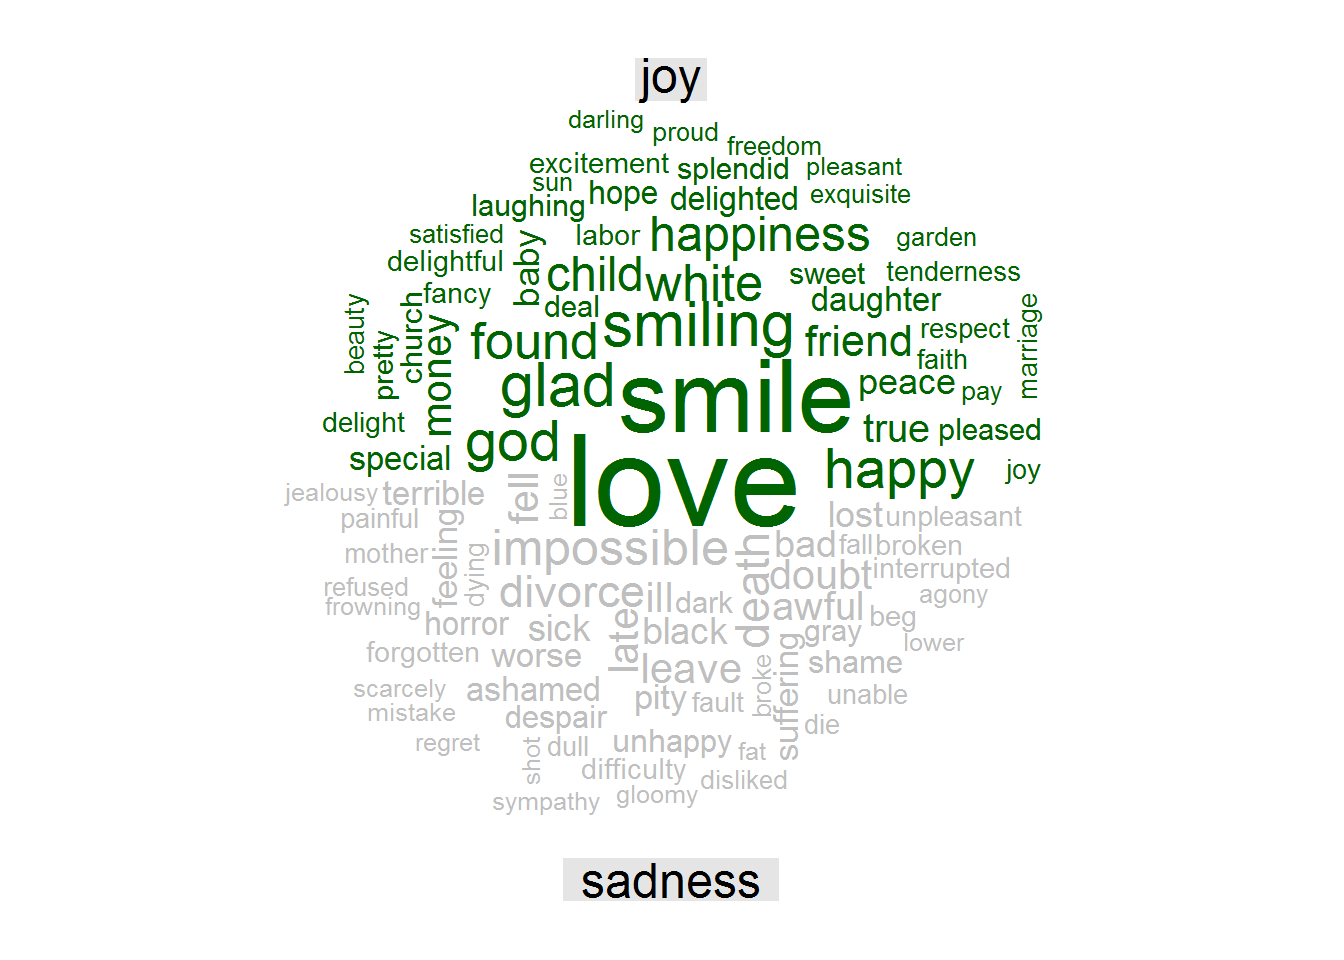 joy
darling
proud
freedom
excitement splendid pleasant
sun
laughing hope delighted exquisite
satisfied baby labor happiness garden
delightful child white sweet tenderness
fancy deal daughter
beauty pretty church money found smiling friend respect marriage
faith
glad smile peace pay
delight god true pleased
special love happy joy
jealousy terrible fell blue lost unpleasant
painful
mother feeling dying impossible death bad fall broken
refused divorce ill dark doubt interrupted
frowning awful agony
horror sick late black gray beg
forgotten worse leave suffering shame lower
scarcely ashamed pity fault broke unable
mistake despair die
regret shot dull unhappy fat
difficulty disliked
sympathy gloomy
sadness